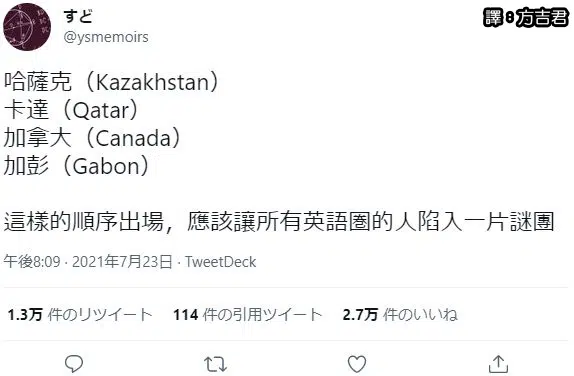 すど
@ysmemoirs
譯:方吉君
哈薩克（Kazakhstan）
卡達（Qatar）
加拿大（Canada）
加彭（Gabon）
這樣的順序出場，應該讓所有英語圏的人陷入一片謎團
午後8:09 · 2021年7月23日 · TweetDeck
1.3万 件のリツイート 114 件の引用ツイート 2.7万 件のいいね